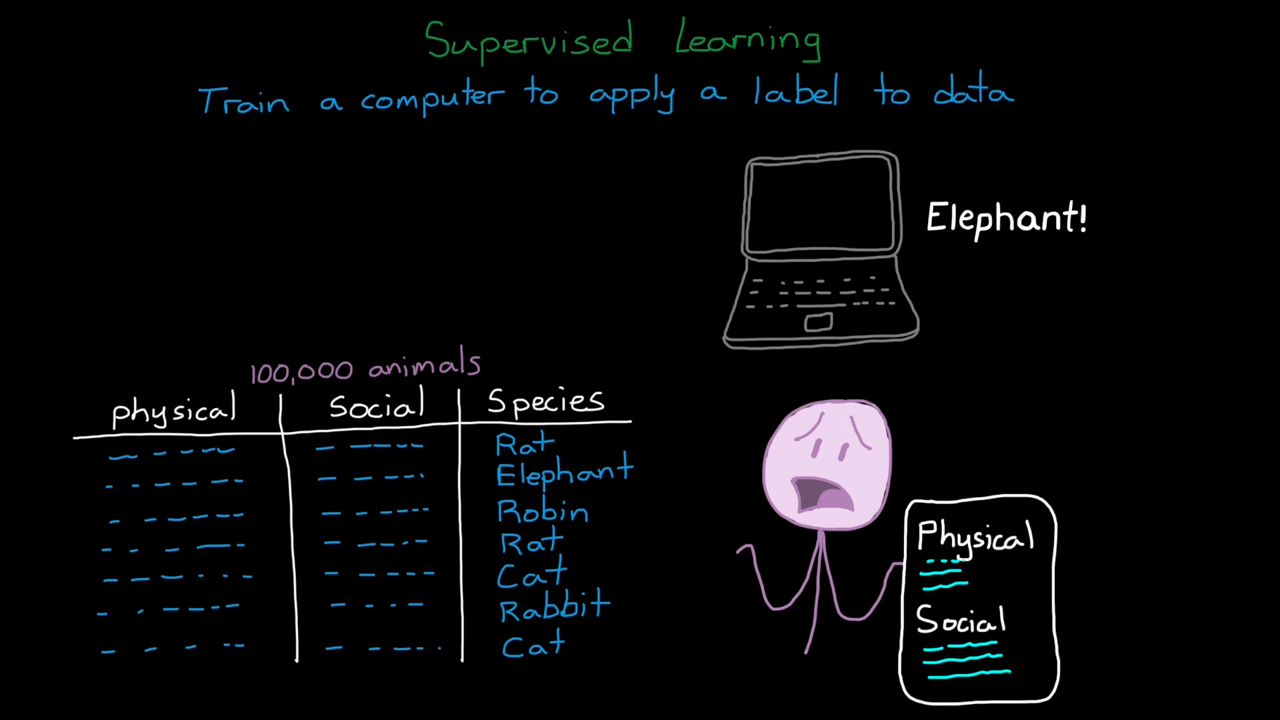 Supervised Learning
Train a computer to apply a label to data
Elephant!
100,000 animals
physical Social Species
Rat
Elephant
Robin
Rat
Cat
Rabbit
Cat
Physical
Social